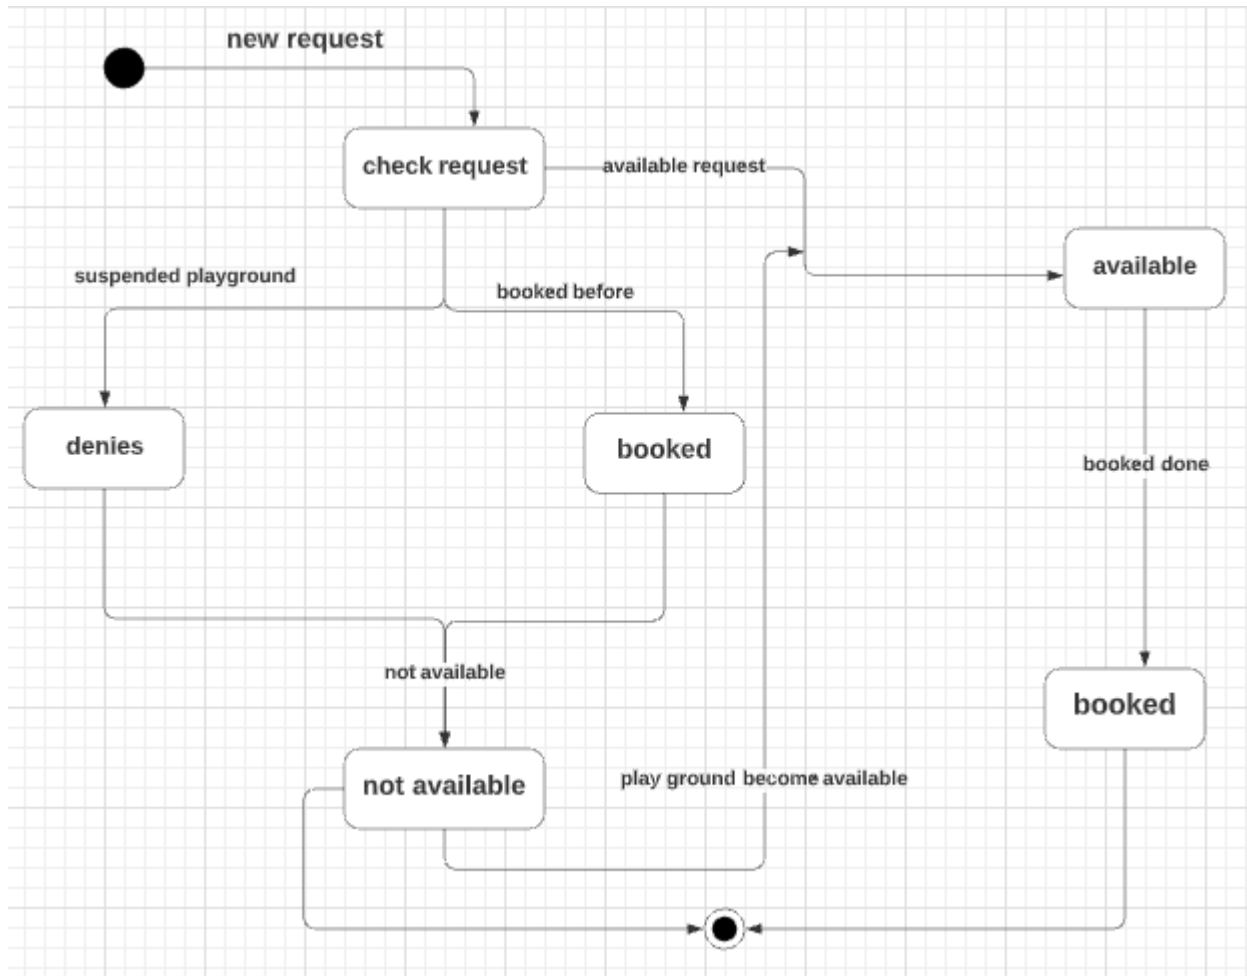 new request
check request
available request
available
suspended playground
booked before
denies
booked
booked done
not available
booked
not available
play ground become available